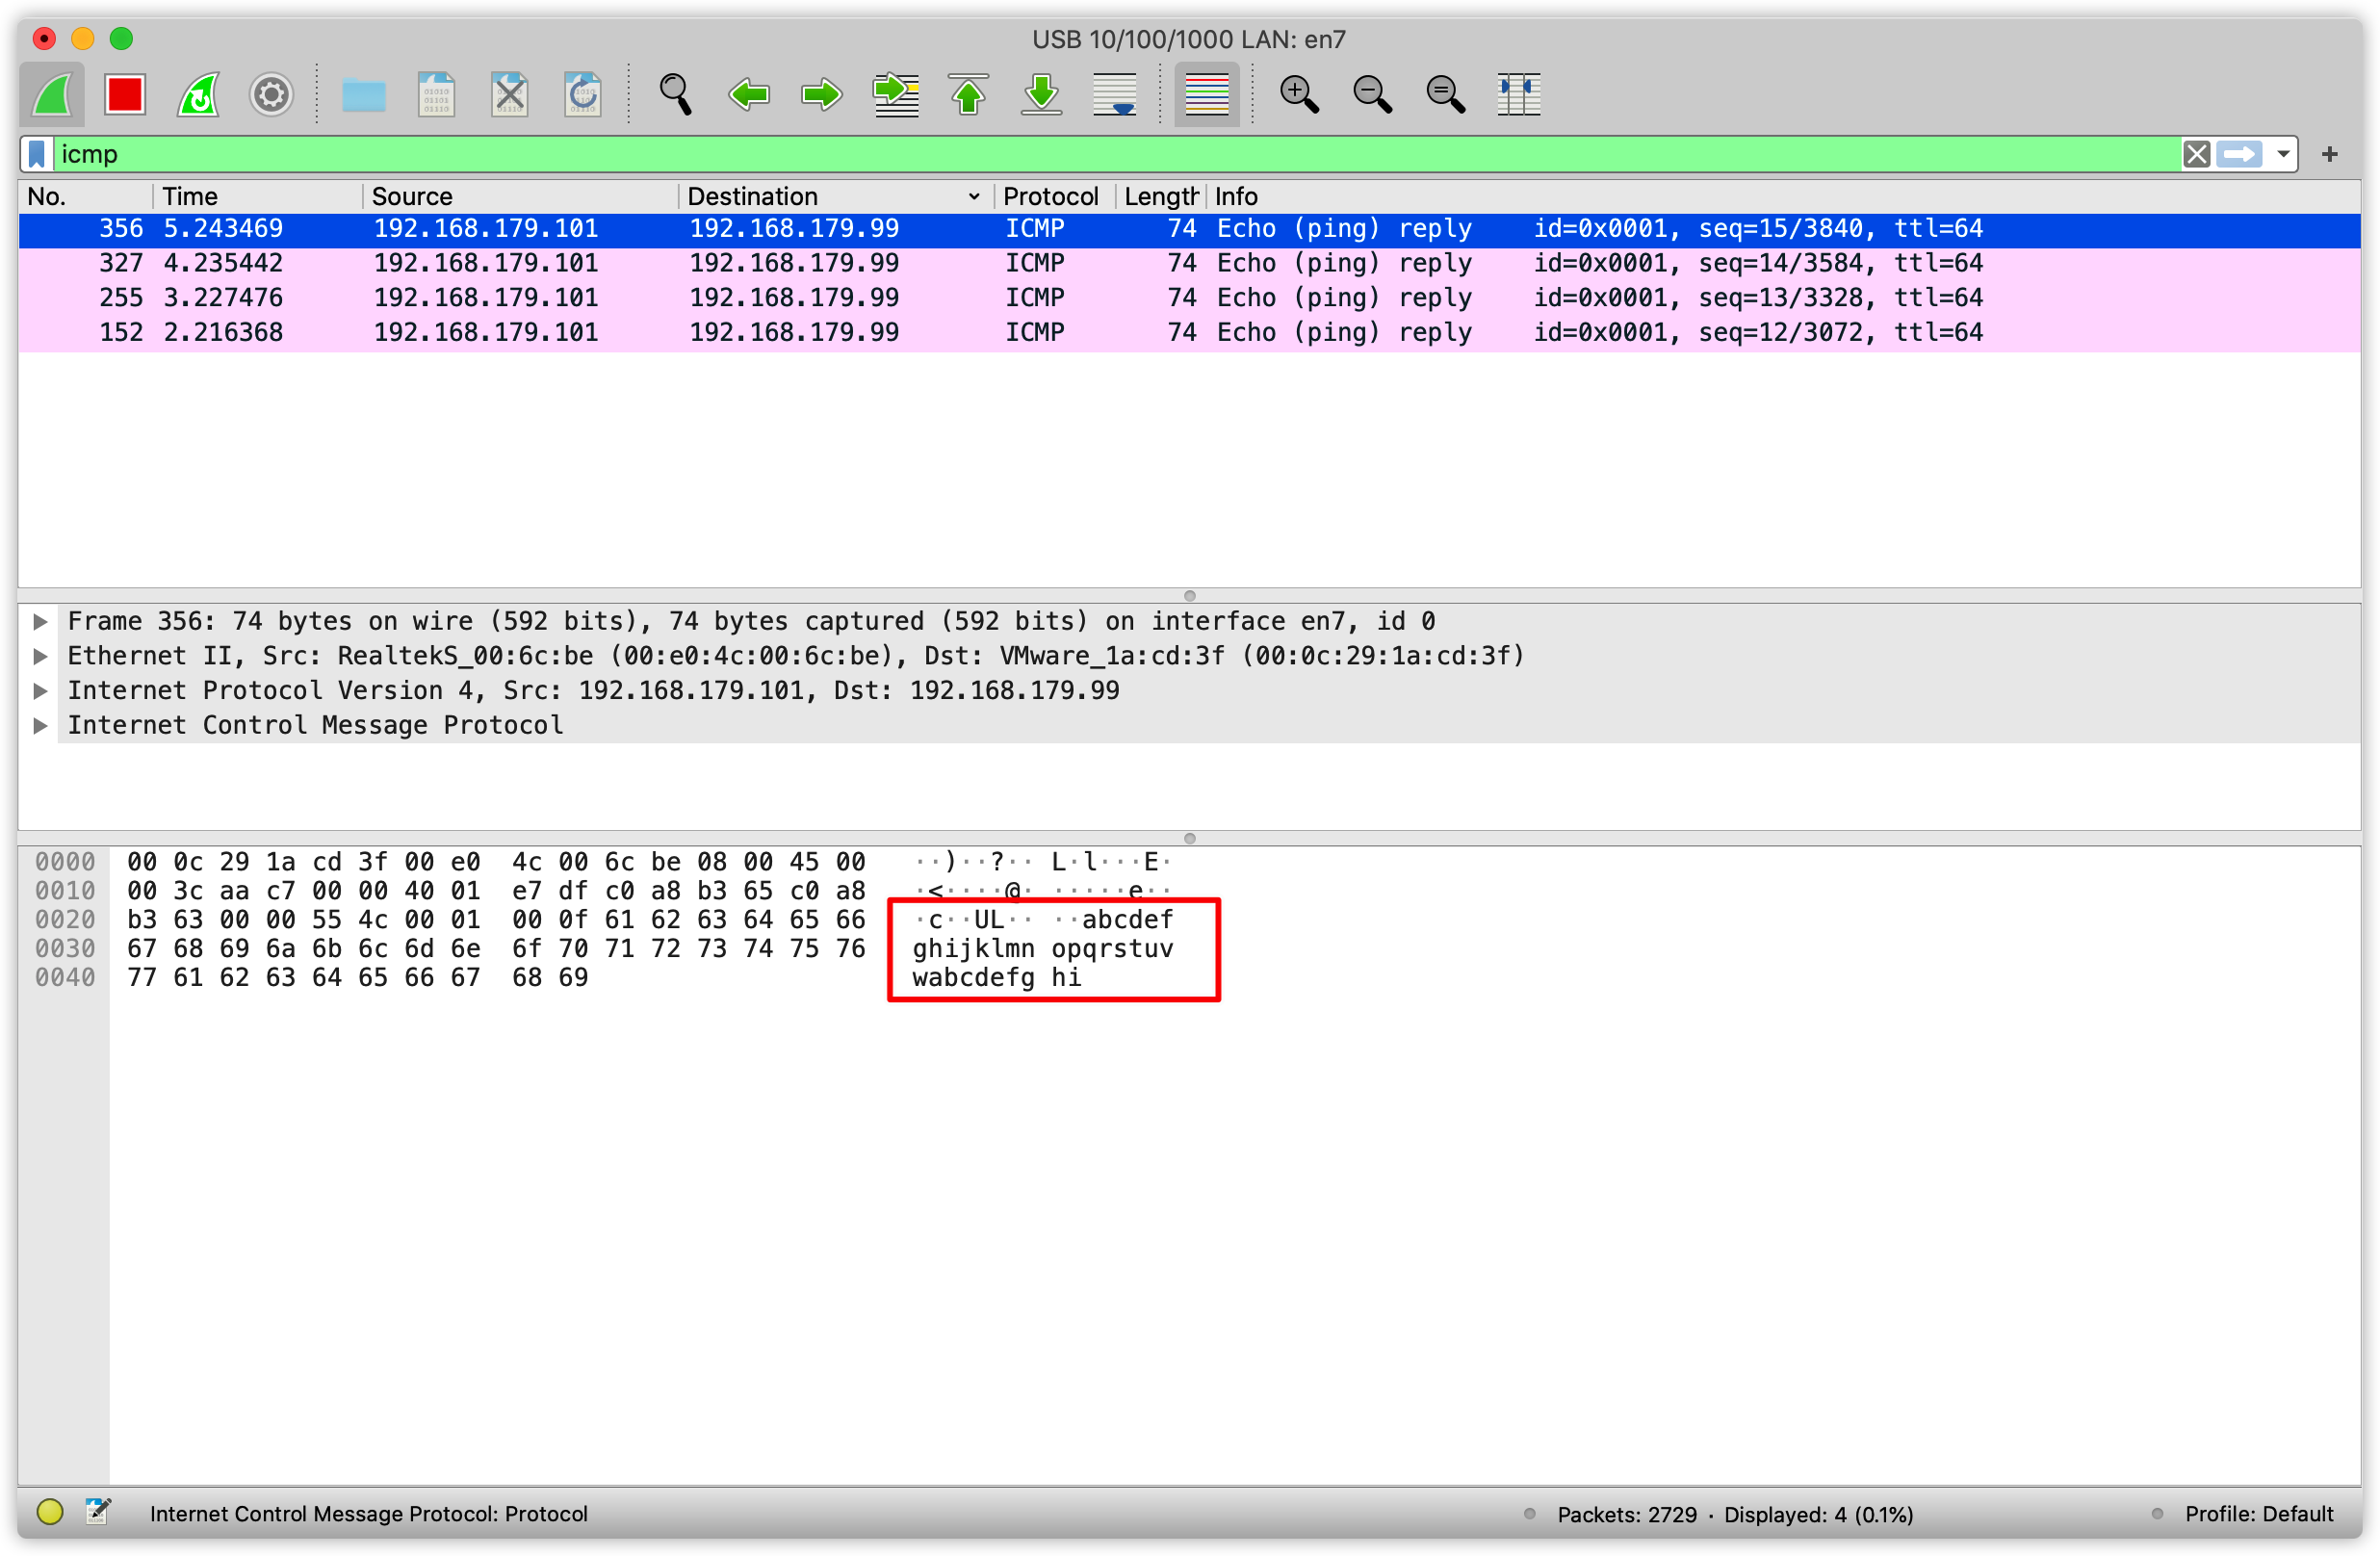 USB 10/100/1000 LAN: en7
icmp
No. Time Source Destination Protocol Length Info
356 5.243469 192.168.179.101 192.168.179.99 ICMP 74 Echo (ping) reply id=0x0001, seq=15/3840, ttl=64
327 4.235442 192.168.179.101 192.168.179.99 ICMP 74 Echo (ping) reply id=0x0001, seq=14/3584, ttl=64
255 3.227476 192.168.179.101 192.168.179.99 ICMP 74 Echo (ping) reply id=0x0001, seq=13/3328, ttl=64
152 2.216368 192.168.179.101 192.168.179.99 ICMP 74 Echo (ping) reply id=0x0001, seq=12/3072, ttl=64
Frame 356: 74 bytes on wire (592 bits), 74 bytes captured (592 bits) on interface en7, id 0
Ethernet II, Src: RealtekS_00:6c:be (00:e0:4c:00:6c:be), Dst: VMware_1a:cd:3f (00:0c:29:1a:cd:3f)
Internet Protocol Version 4, Src: 192.168.179.101, Dst: 192.168.179.99
Internet Control Message Protocol
0000 00 0c 29 1a cd 3f 00 e0 4c 00 6c be 08 00 45 00 ··)··?·· L·l···E·
0010 00 3c aa c7 00 00 40 01 e7 df c0 a8 b3 65 c0 a8 ·<····@· ·····e··
0020 b3 63 00 00 55 4c 00 01 00 0f 61 62 63 64 65 66 ·c··UL·· ··abcdef
0030 67 68 69 6a 6b 6c 6d 6e 6f 70 71 72 73 74 75 76 ghijklmn opqrstuv
0040 77 61 62 63 64 65 66 67 68 69 wabcdefg hi
Internet Control Message Protocol: Protocol Packets: 2729 · Displayed: 4 (0.1%) Profile: Default